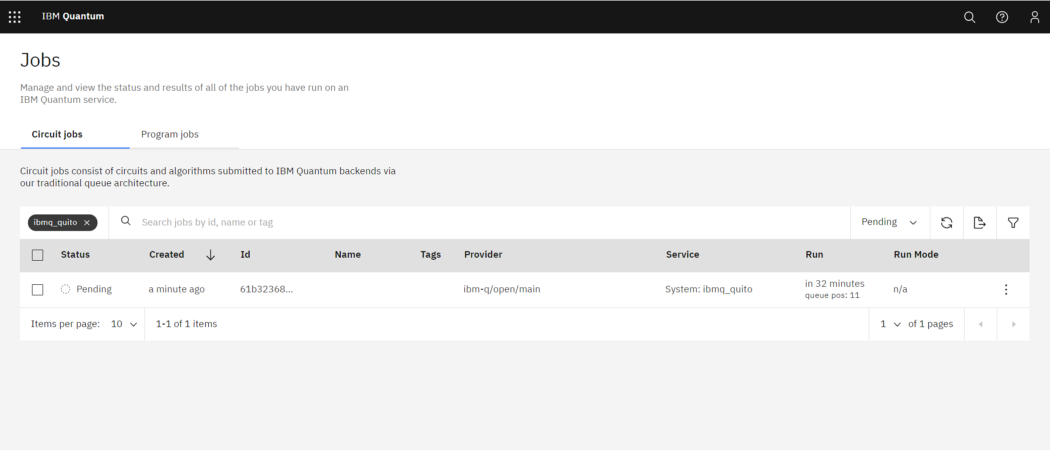 IBM Quantum
Jobs
Manage and view the status and results of all of the jobs you have run on an
IBM Quantum service.
Circuit jobs Program jobs
Circuit jobs consist of circuits and algorithms submitted to IBM Quantum backends via
our traditional queue architecture.
ibmq_quito × Search jobs by id, name or tag Pending
Status Created Id Name Tags Provider Service Run Run Mode
Pending a minute ago 61b32368... ibm-q/open/main System: ibmq_quito in 32 minutes n/a
queue pos: 11
Items per page: 10 1-1 of 1 items 1 of 1 pages